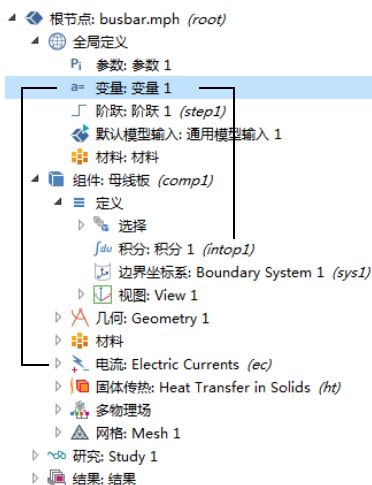 根节点: busbar.mph (root)
全局定义
Pi 参数: 参数 1
a= 变量: 变量 1
阶跃: 阶跃 1 (step1)
默认模型输入: 通用模型输入 1
材料: 材料
组件: 母线板 (comp1)
定义
选择
∫du 积分: 积分 1 (intop1)
边界坐标系: Boundary System 1 (sys1)
视图: View 1
几何: Geometry 1
材料
电流: Electric Currents (ec)
固体传热: Heat Transfer in Solids (ht)
多物理场
网格: Mesh 1
研究: Study 1
结果: 结果